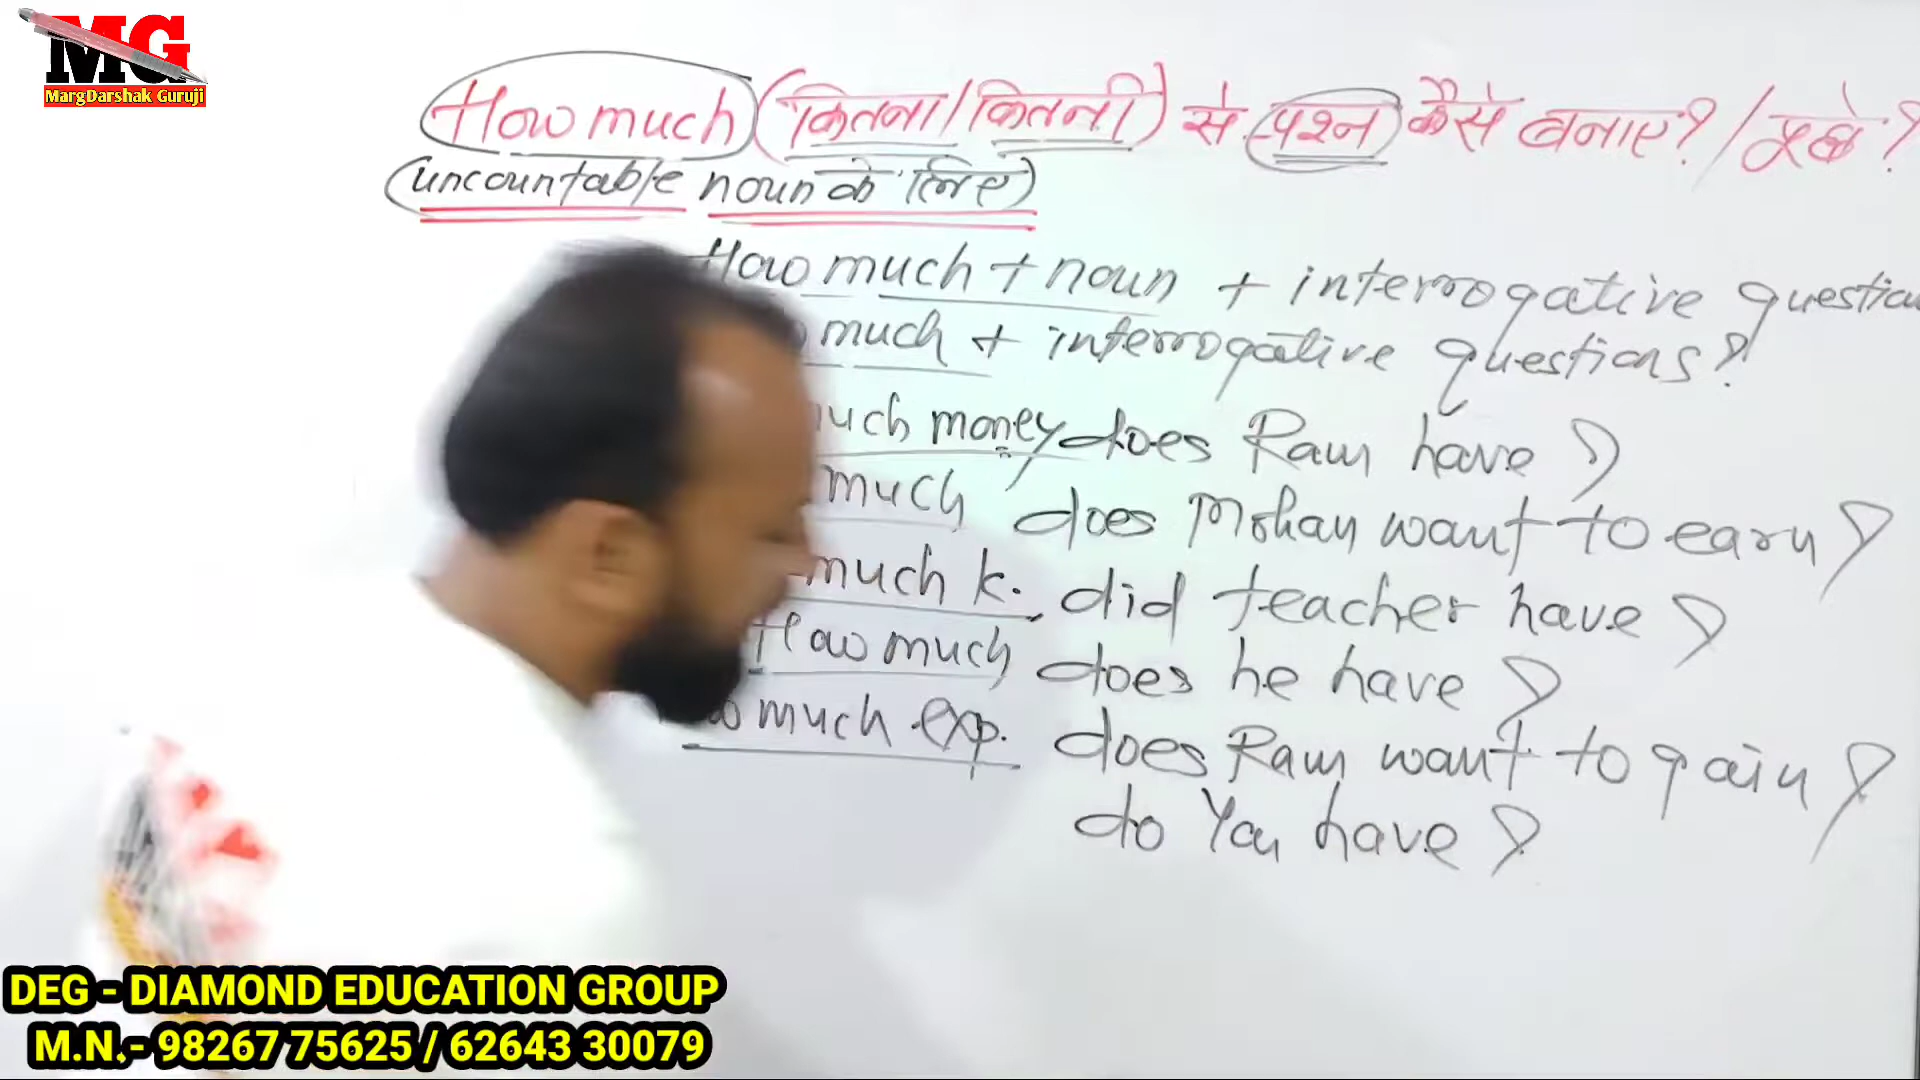 MG
MargDarshak Guruji
How much (कितना/कितनी) से प्रश्न कैसे बनाए?/पूछे?
(uncountable noun के लिए)
How much + noun + interrogative question
much + interrogative questions?
much money does Ram have ?
much does Mohan want to earn ?
much k. did teacher have ?
How much does he have ?
much exp. does Ram want to gain ?
do You have ?
DEG - DIAMOND EDUCATION GROUP
M.N.- 98267 75625 / 62643 30079